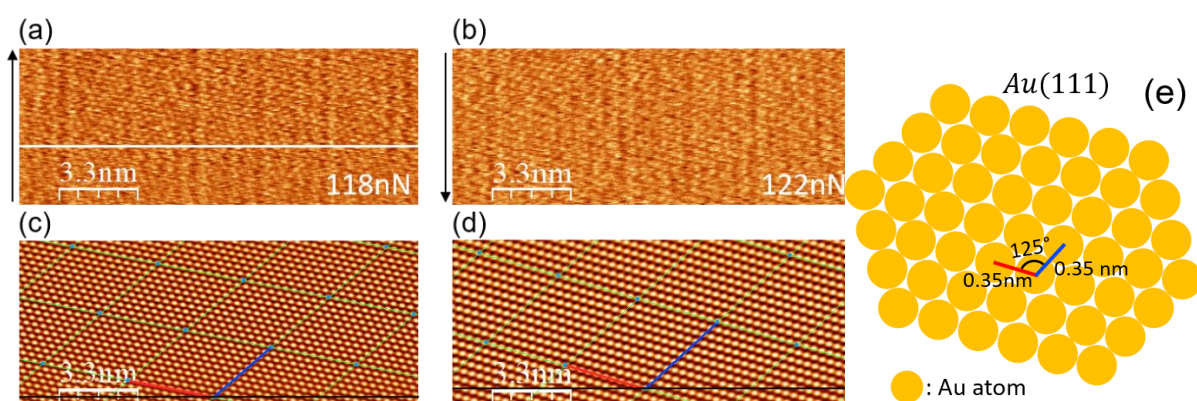 (a)
3.3nm
118nN
(b)
3.3nm
122nN
(c)
3.3nm
(d)
3.3nm
Au(111)
(e)
125°
0.35nm
0.35 nm
: Au atom